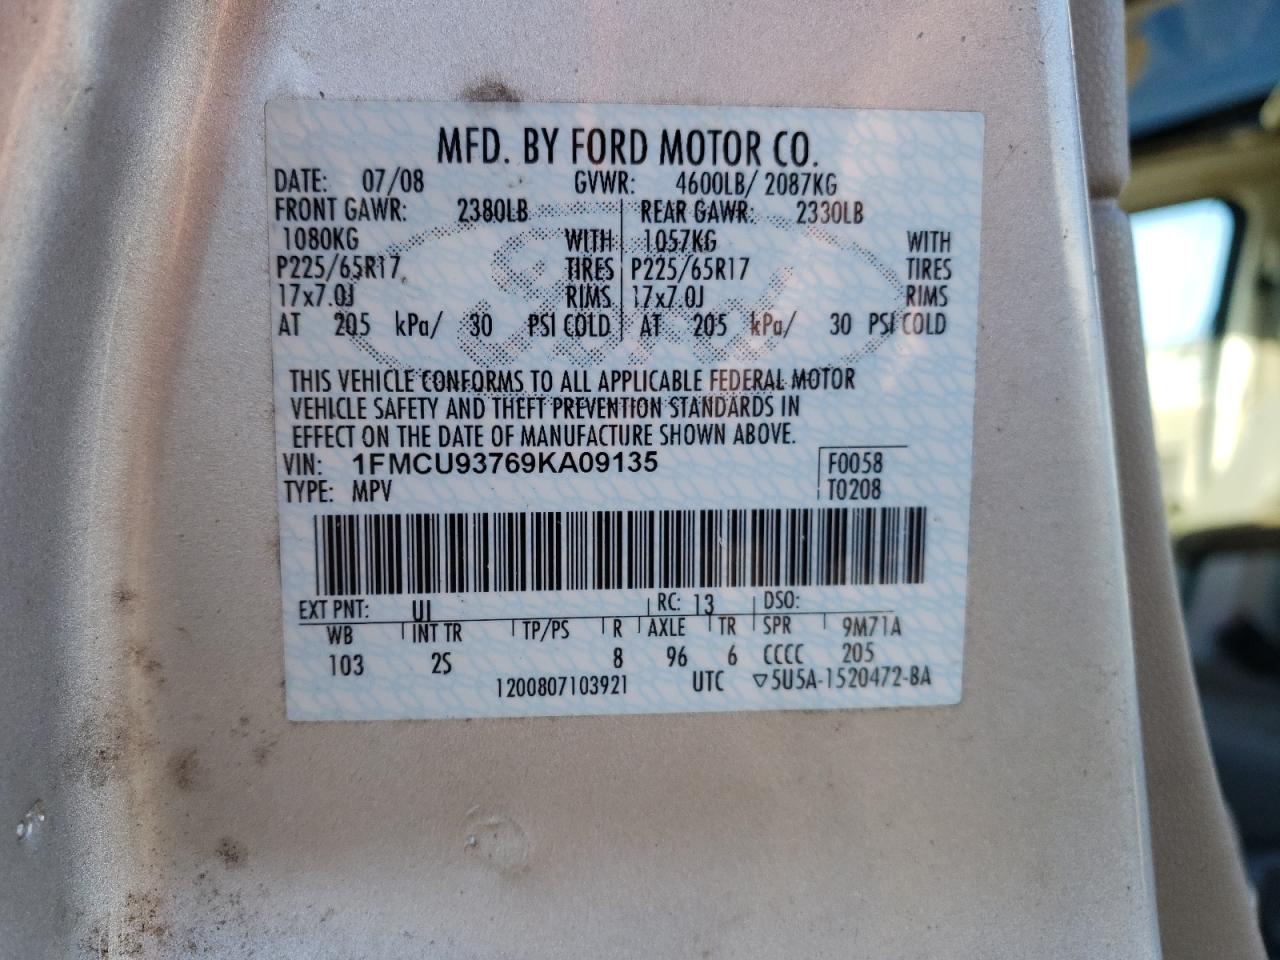 MFD. BY FORD MOTOR CO.
DATE: 07/08 GVWR: 4600LB/ 2087KG
FRONT GAWR: 2380LB REAR GAWR: 2330LB
1080KG WITH 1057KG WITH
P225/65R17 TIRES P225/65R17 TIRES
17x7.0J RIMS 17x7.0J RIMS
AT 205 kPa/ 30 PSI COLD AT 205 kPa/ 30 PSI COLD
Ford
THIS VEHICLE CONFORMS TO ALL APPLICABLE FEDERAL MOTOR
VEHICLE SAFETY AND THEFT PREVENTION STANDARDS IN
EFFECT ON THE DATE OF MANUFACTURE SHOWN ABOVE.
VIN: 1FMCU93769KA09135 F0058
TYPE: MPV T0208
EXT PNT: UI RC: 13 DSO:
WB INT TR TP/PS R AXLE TR SPR 9M71A
103 2S 8 96 6 CCCC 205
1200807103921 UTC ▽5U5A-1520472-BA